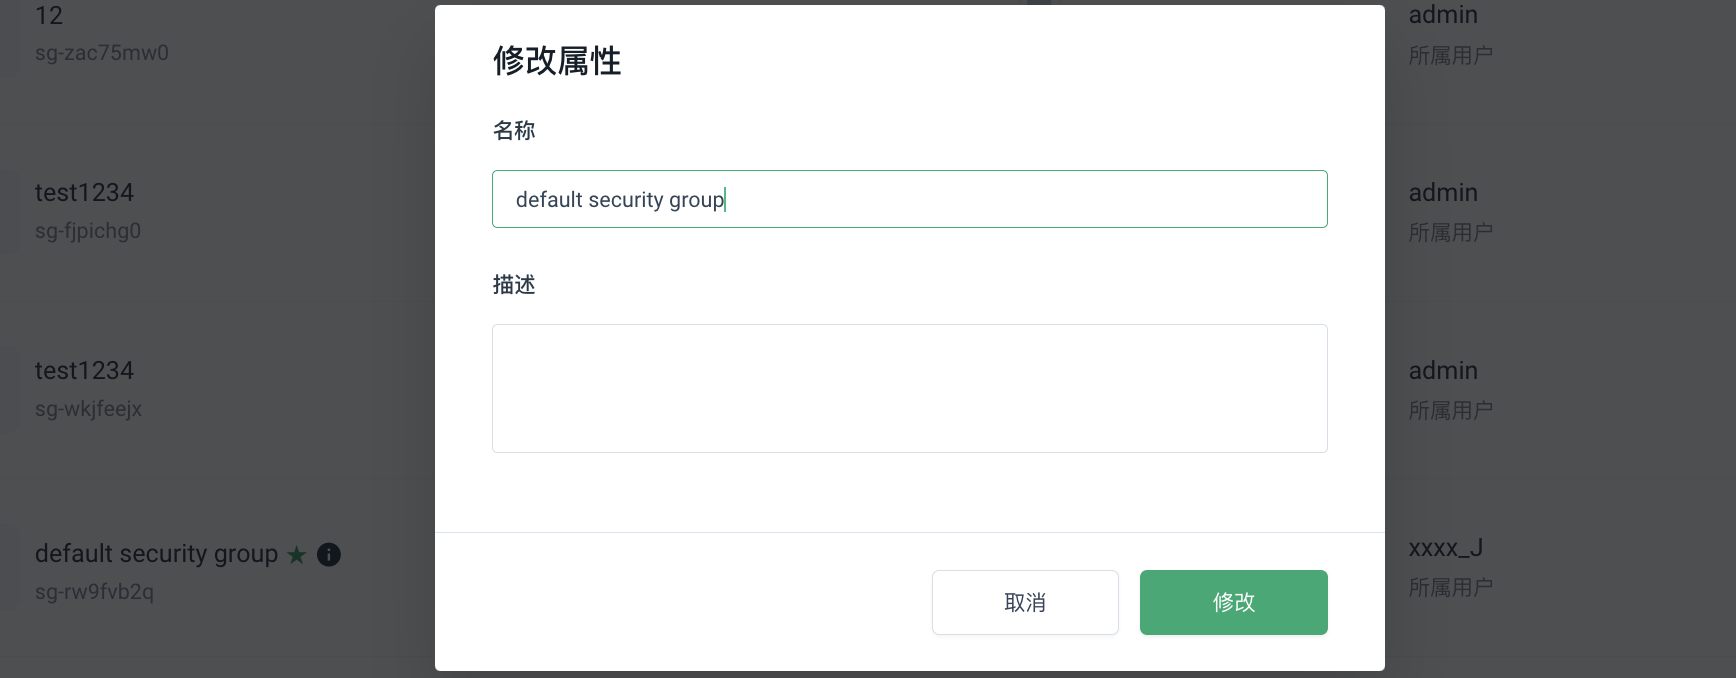 12
sg-zac75mw0
admin
所属用户
test1234
sg-fjpichg0
admin
所属用户
test1234
sg-wkjfeejx
admin
所属用户
default security group
sg-rw9fvb2q
xxxx_J
所属用户
修改属性
名称
default security group
描述
取消
修改